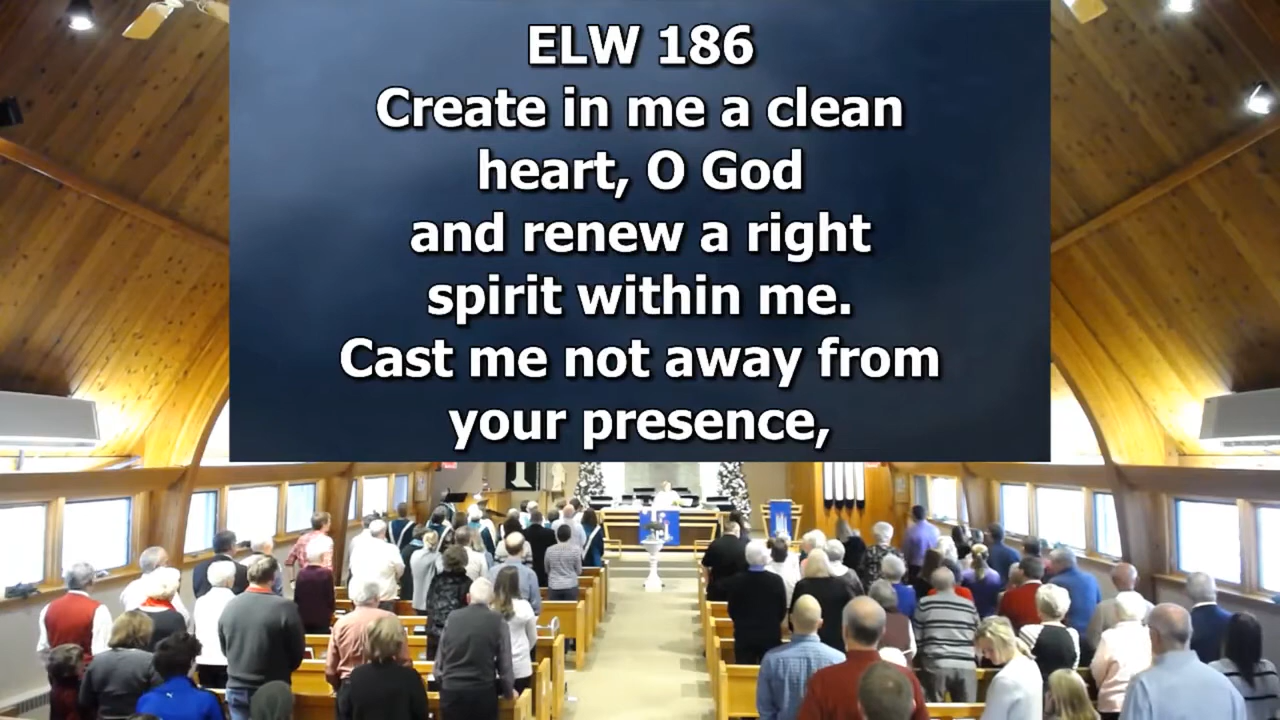 ELW 186
Create in me a clean
heart, O God
and renew a right
spirit within me.
Cast me not away from
your presence,